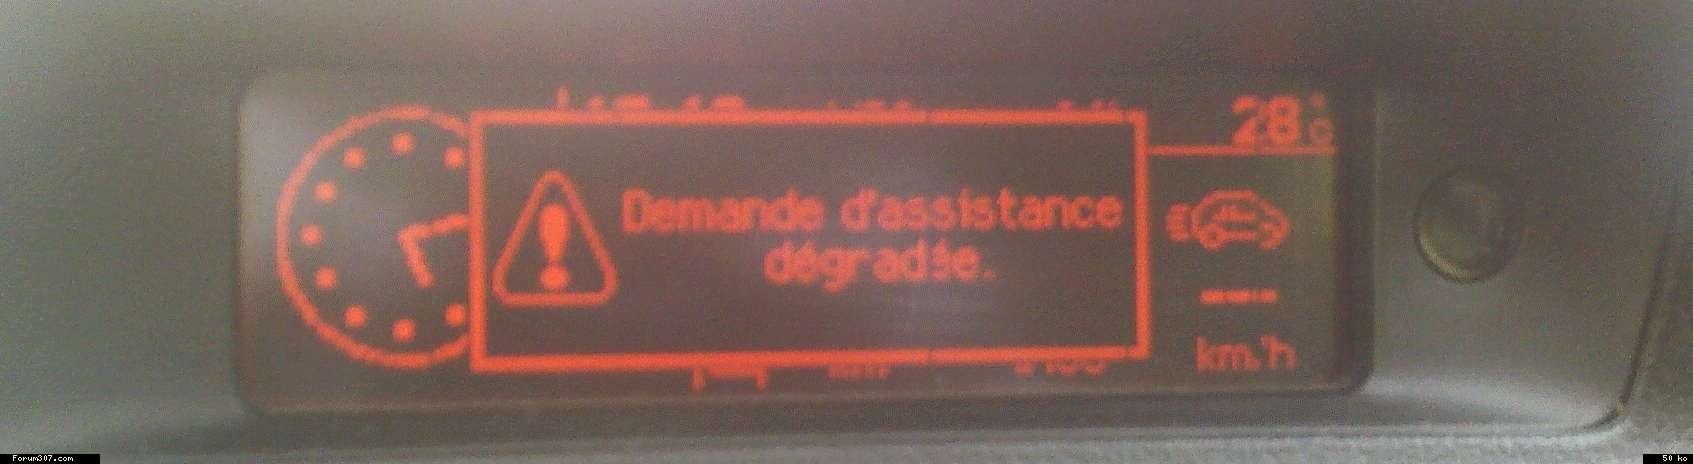 28°C
Demande d'assistance
dégradée.
km/h
Forum307.com
50 ko